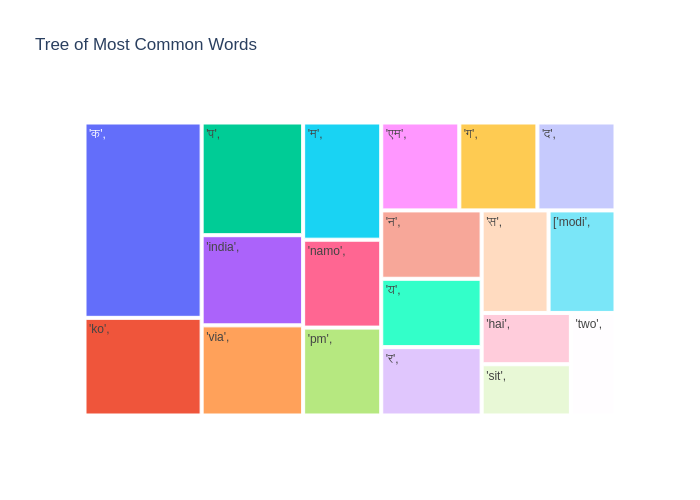 Tree of Most Common Words
'क',
'प',
'म',
'एम',
'ग',
'द',
'न',
'स',
['modi',
'india',
'namo',
'य',
'hai',
'two',
'ko',
'via',
'pm',
'र',
'sit',